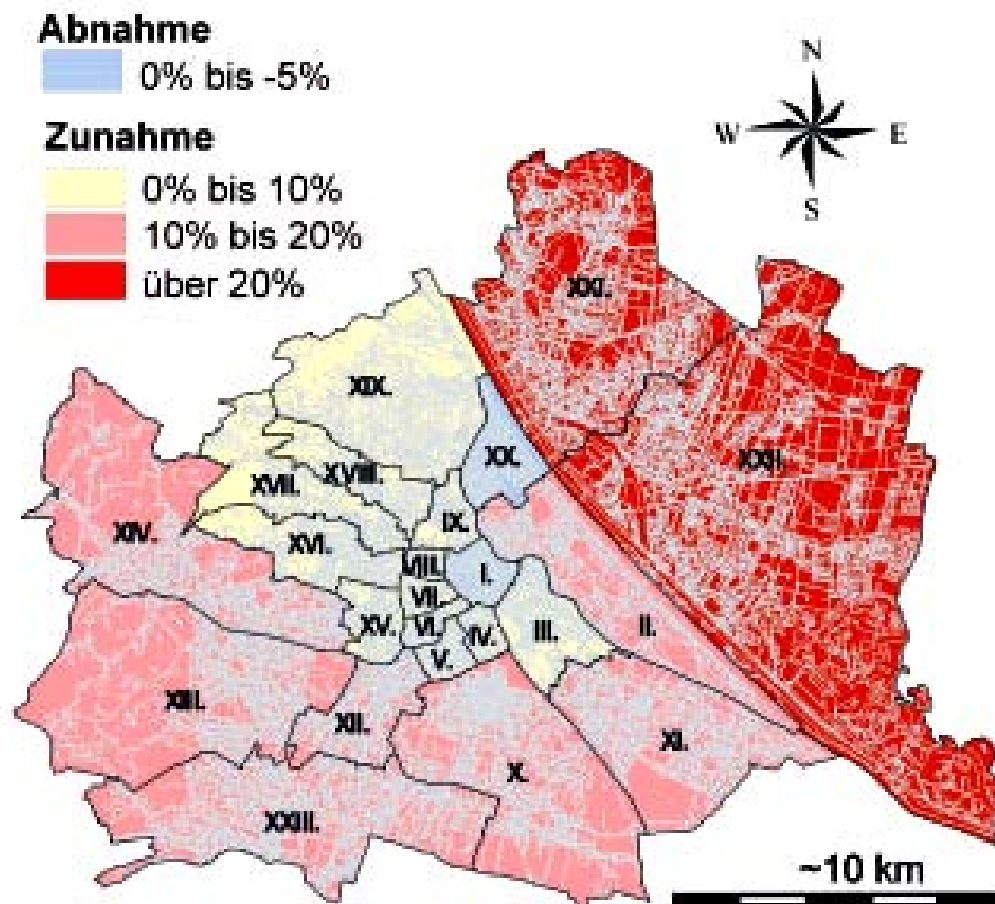 Abnahme
0% bis -5%
Zunahme
0% bis 10%
10% bis 20%
über 20%
N
W E
S
XXI.
XIX.
XXII.
XX.
XVIII.
XVII.
IX.
XIV.
XVI.
VIII.
I.
VII.
XV.
VI.
IV.
III.
II.
V.
XIII.
XII.
XI.
X.
XXIII.
~10 km